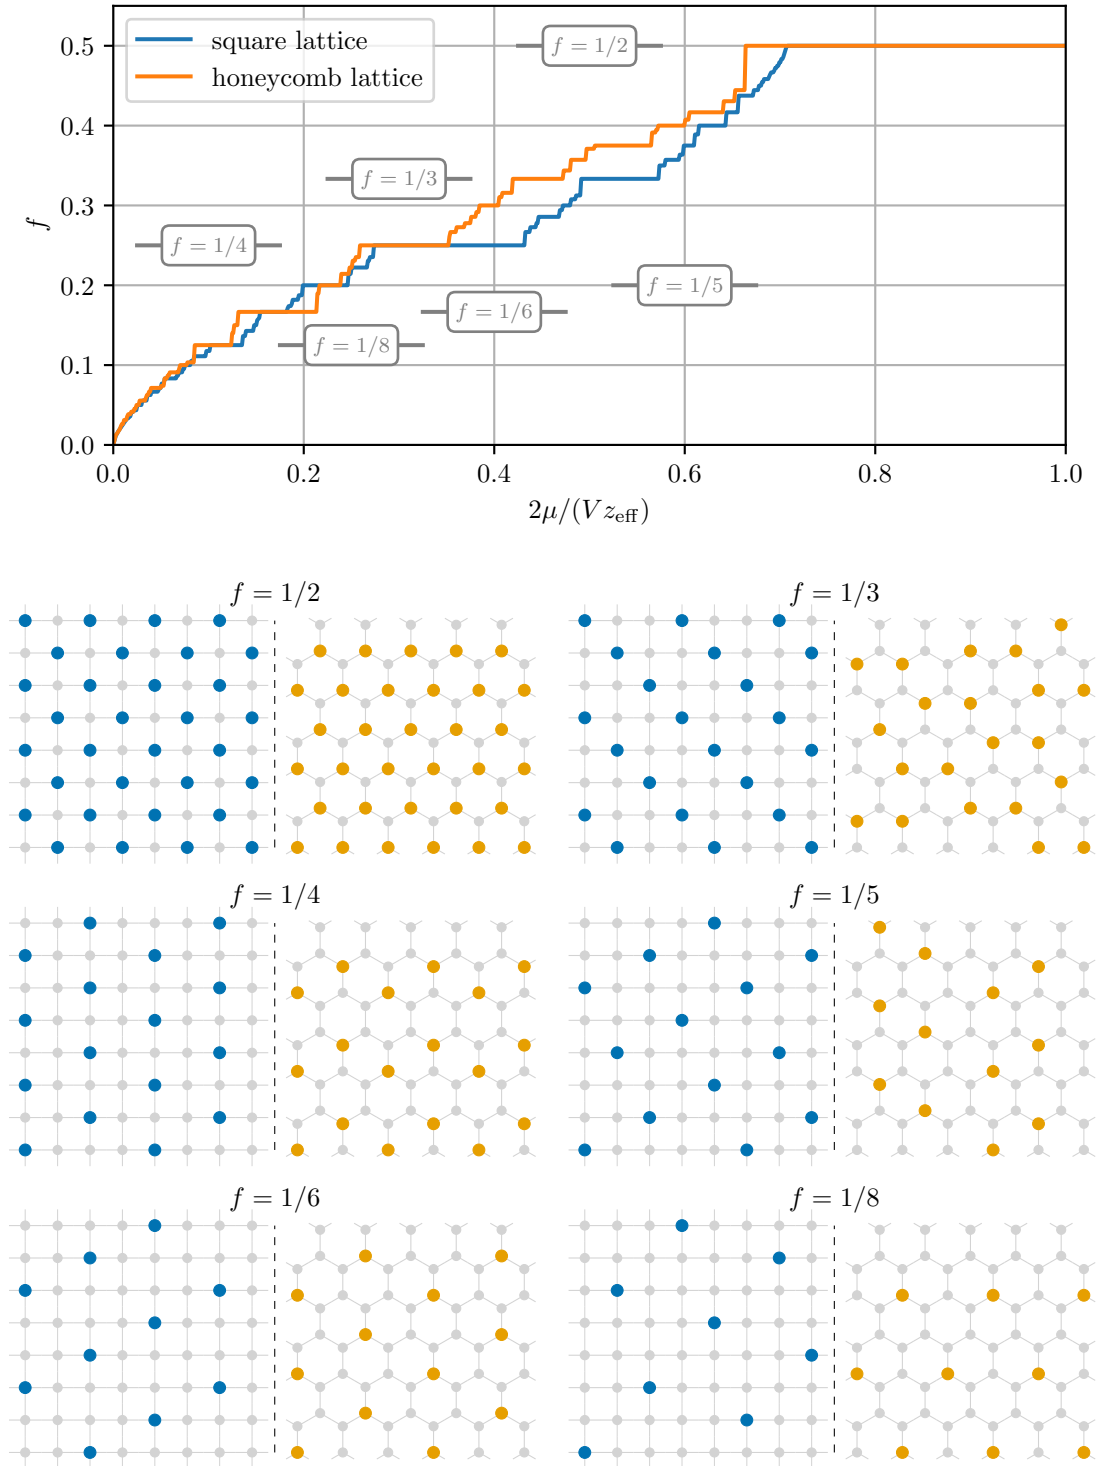 square lattice
honeycomb lattice
f = 1/2
f = 1/3
f = 1/4
f = 1/5
f = 1/6
f = 1/8
f
0.5
0.4
0.3
0.2
0.1
0.0
0.0 0.2 0.4 0.6 0.8 1.0
2μ/(Vz_eff)
f = 1/2 f = 1/3
f = 1/4 f = 1/5
f = 1/6 f = 1/8